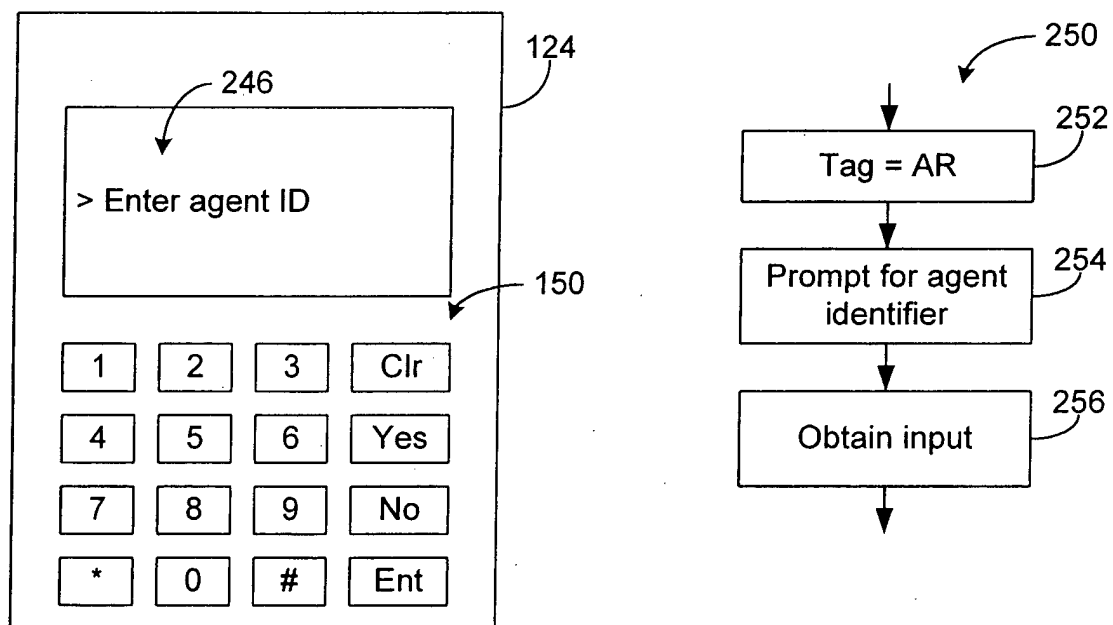 124
246
> Enter agent ID
150
1 2 3 Clr
4 5 6 Yes
7 8 9 No
* 0 # Ent
250
252
Tag = AR
254
Prompt for agent
identifier
256
Obtain input